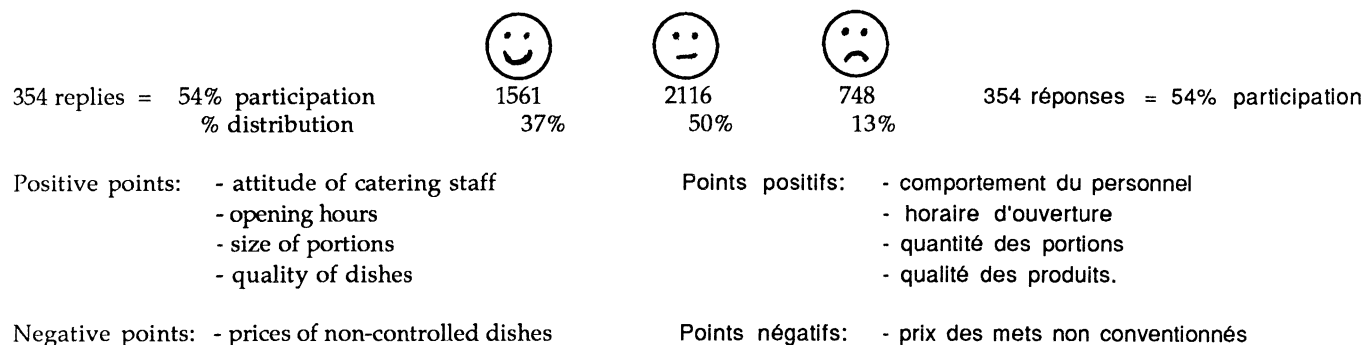 354 replies = 54% participation 1561 2116 748 354 réponses = 54% participation
% distribution 37% 50% 13%
Positive points: - attitude of catering staff Points positifs: - comportement du personnel
- opening hours - horaire d'ouverture
- size of portions - quantité des portions
- quality of dishes - qualité des produits.
Negative points: - prices of non-controlled dishes Points négatifs: - prix des mets non conventionnés